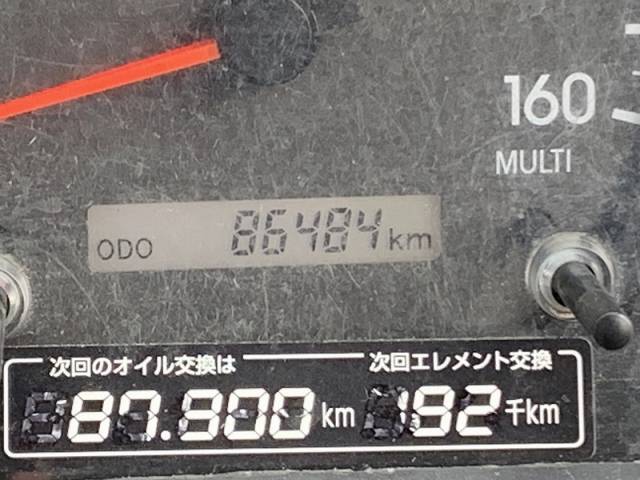 160
MULTI
ODO 86484 km
次回のオイル交換は 次回エレメント交換
87.900 km 92 千km